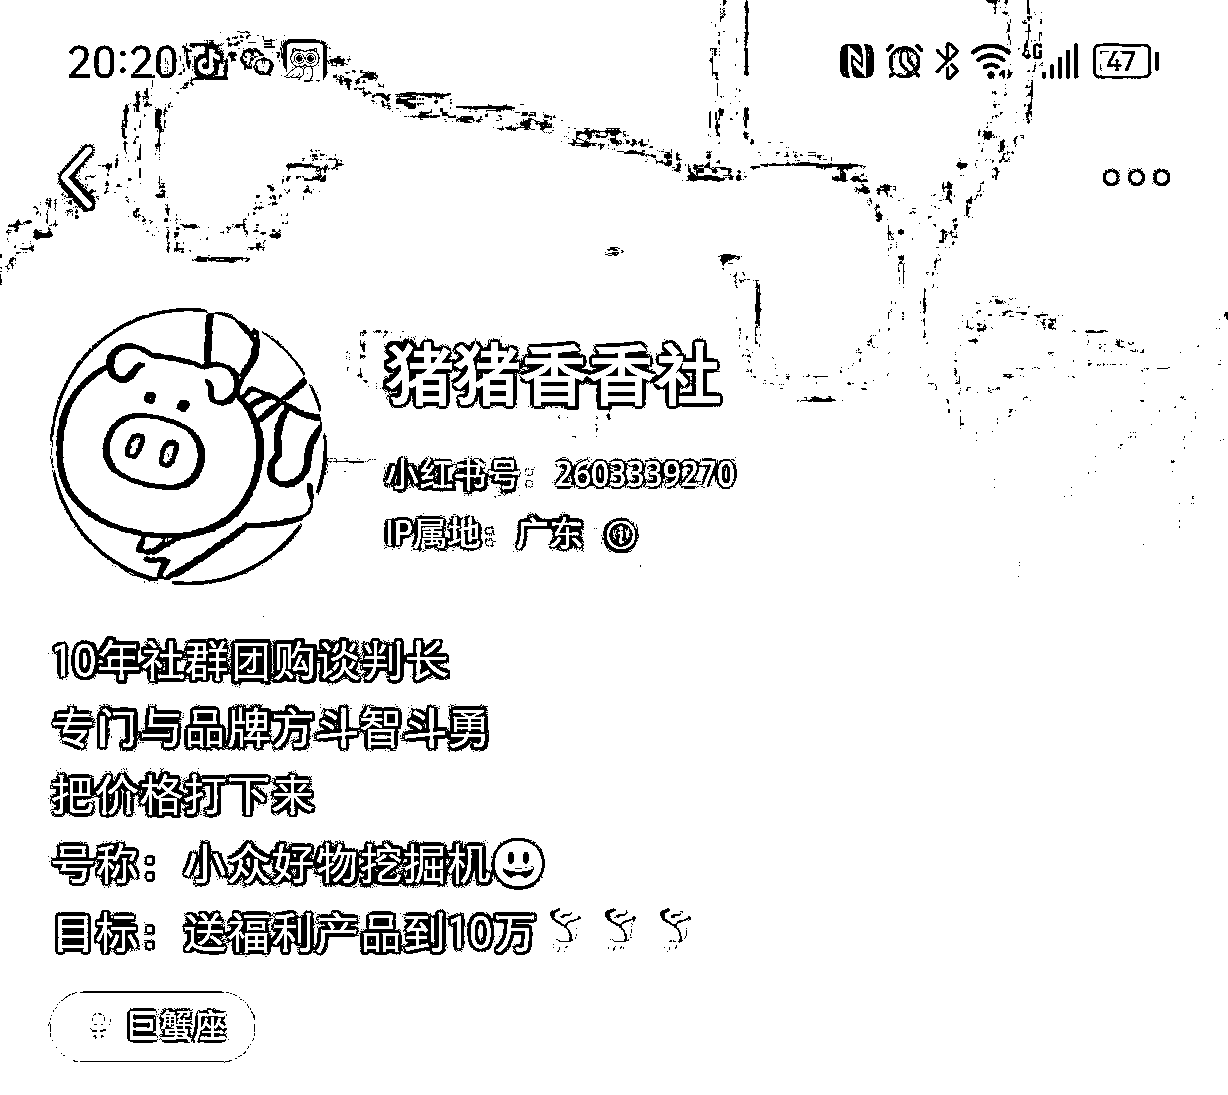 20:20 4G 47
猪猪香香社
小红书号：2603339270
IP属地：广东
10年社群团购谈判长
专门与品牌方斗智斗勇
把价格打下来
号称：小众好物挖掘机😃
目标：送福利产品到10万
巨蟹座